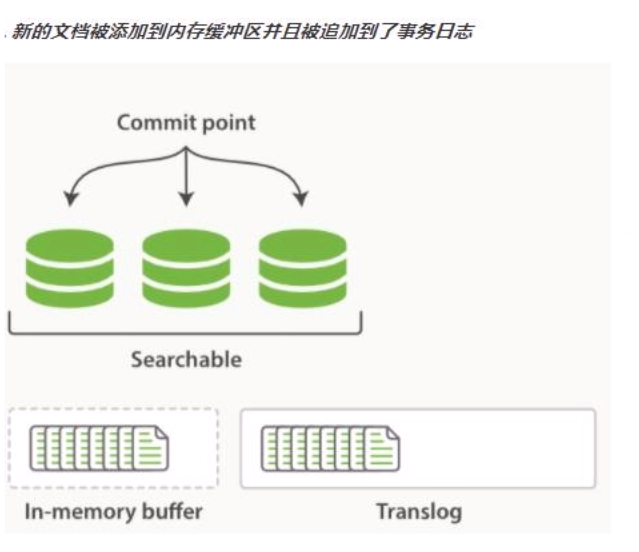 . 新的文档被添加到内存缓冲区并且被追加到了事务日志
Commit point
Searchable
In-memory buffer
Translog